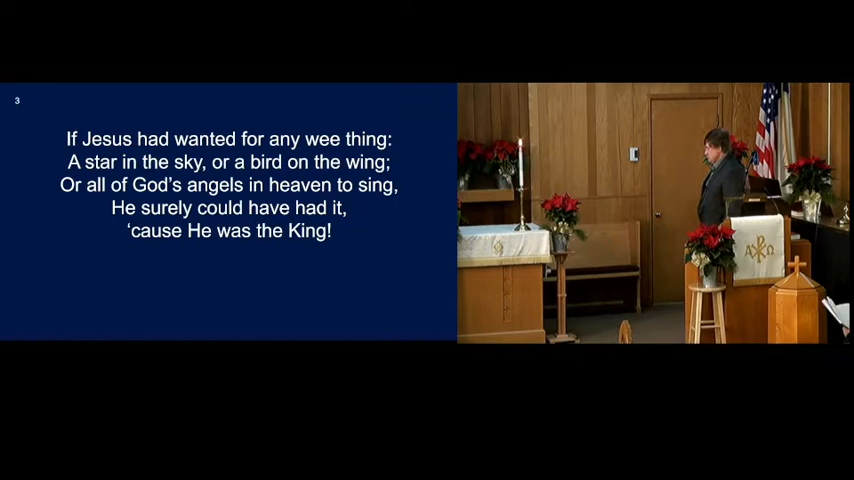 3
If Jesus had wanted for any wee thing:
A star in the sky, or a bird on the wing;
Or all of God's angels in heaven to sing,
He surely could have had it,
‘cause He was the King!
Α Ω